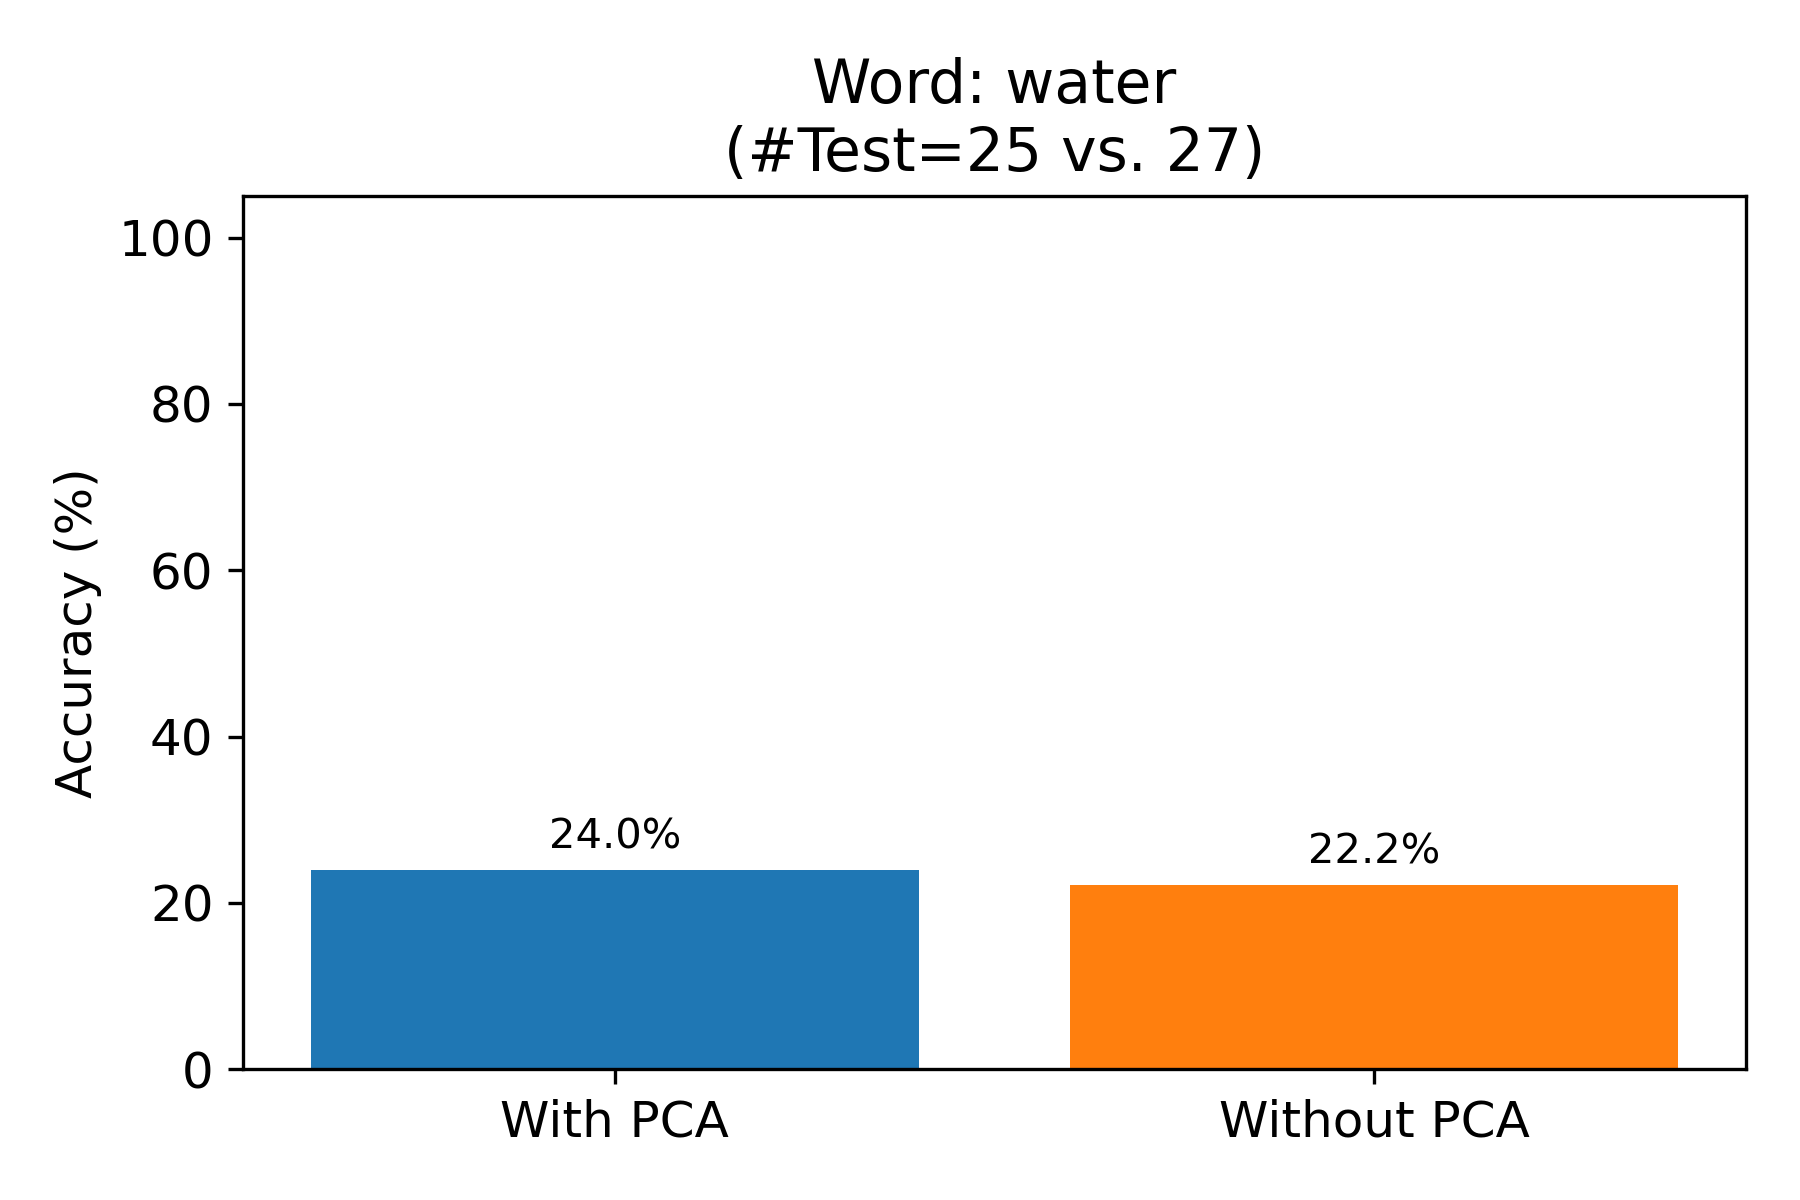 Word: water
(#Test=25 vs. 27)
100
80
60
40
20
0
Accuracy (%)
24.0%
22.2%
With PCA
Without PCA